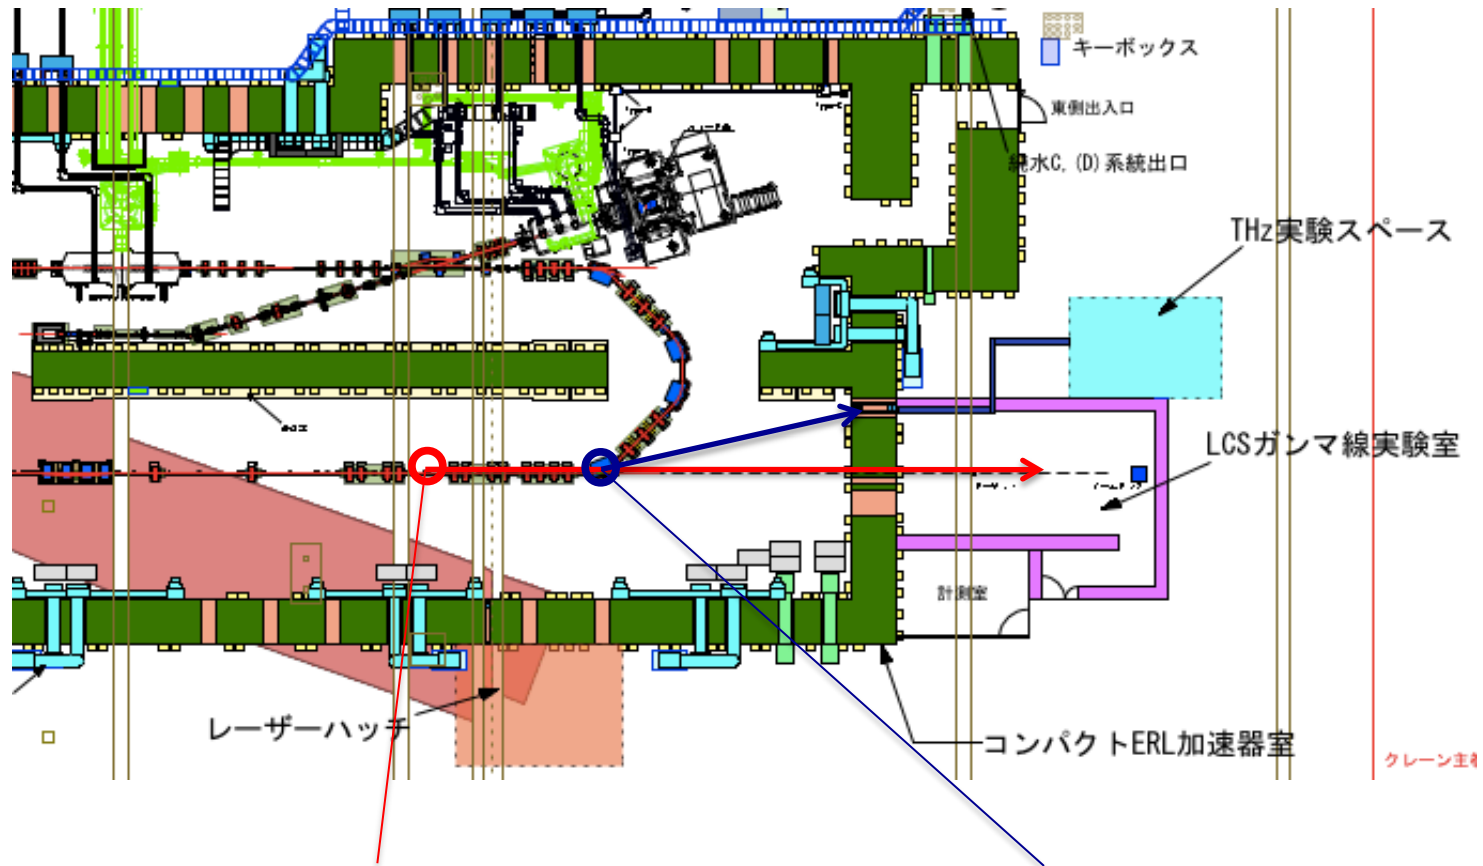 キーボックス
東側出入口
純水C,(D)系統出口
THz実験スペース
LCSガンマ線実験室
計測室
レーザーハッチ
コンパクトERL加速器室
クレーン主巻